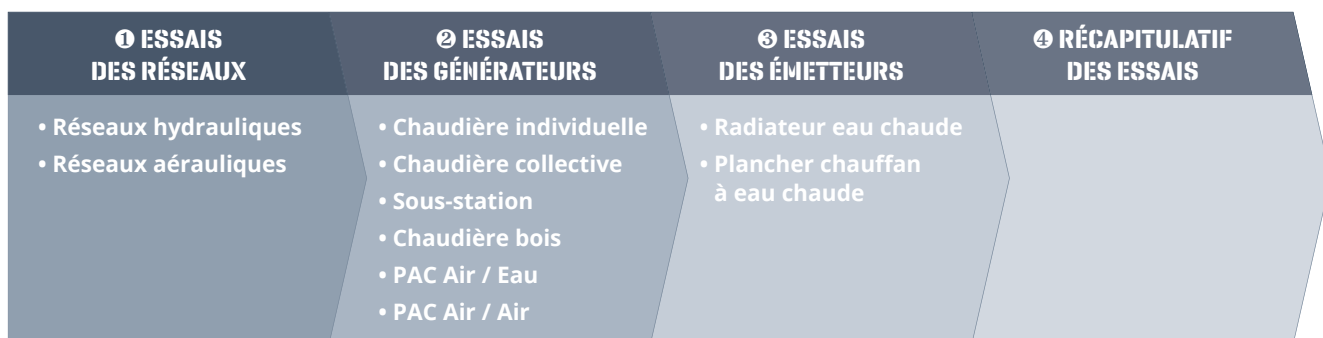 ❶ ESSAIS
DES RÉSEAUX
• Réseaux hydrauliques
• Réseaux aérauliques
❷ ESSAIS
DES GÉNÉRATEURS
• Chaudière individuelle
• Chaudière collective
• Sous-station
• Chaudière bois
• PAC Air / Eau
• PAC Air / Air
❸ ESSAIS
DES ÉMETTEURS
• Radiateur eau chaude
• Plancher chauffan
à eau chaude
❹ RÉCAPITULATIF
DES ESSAIS